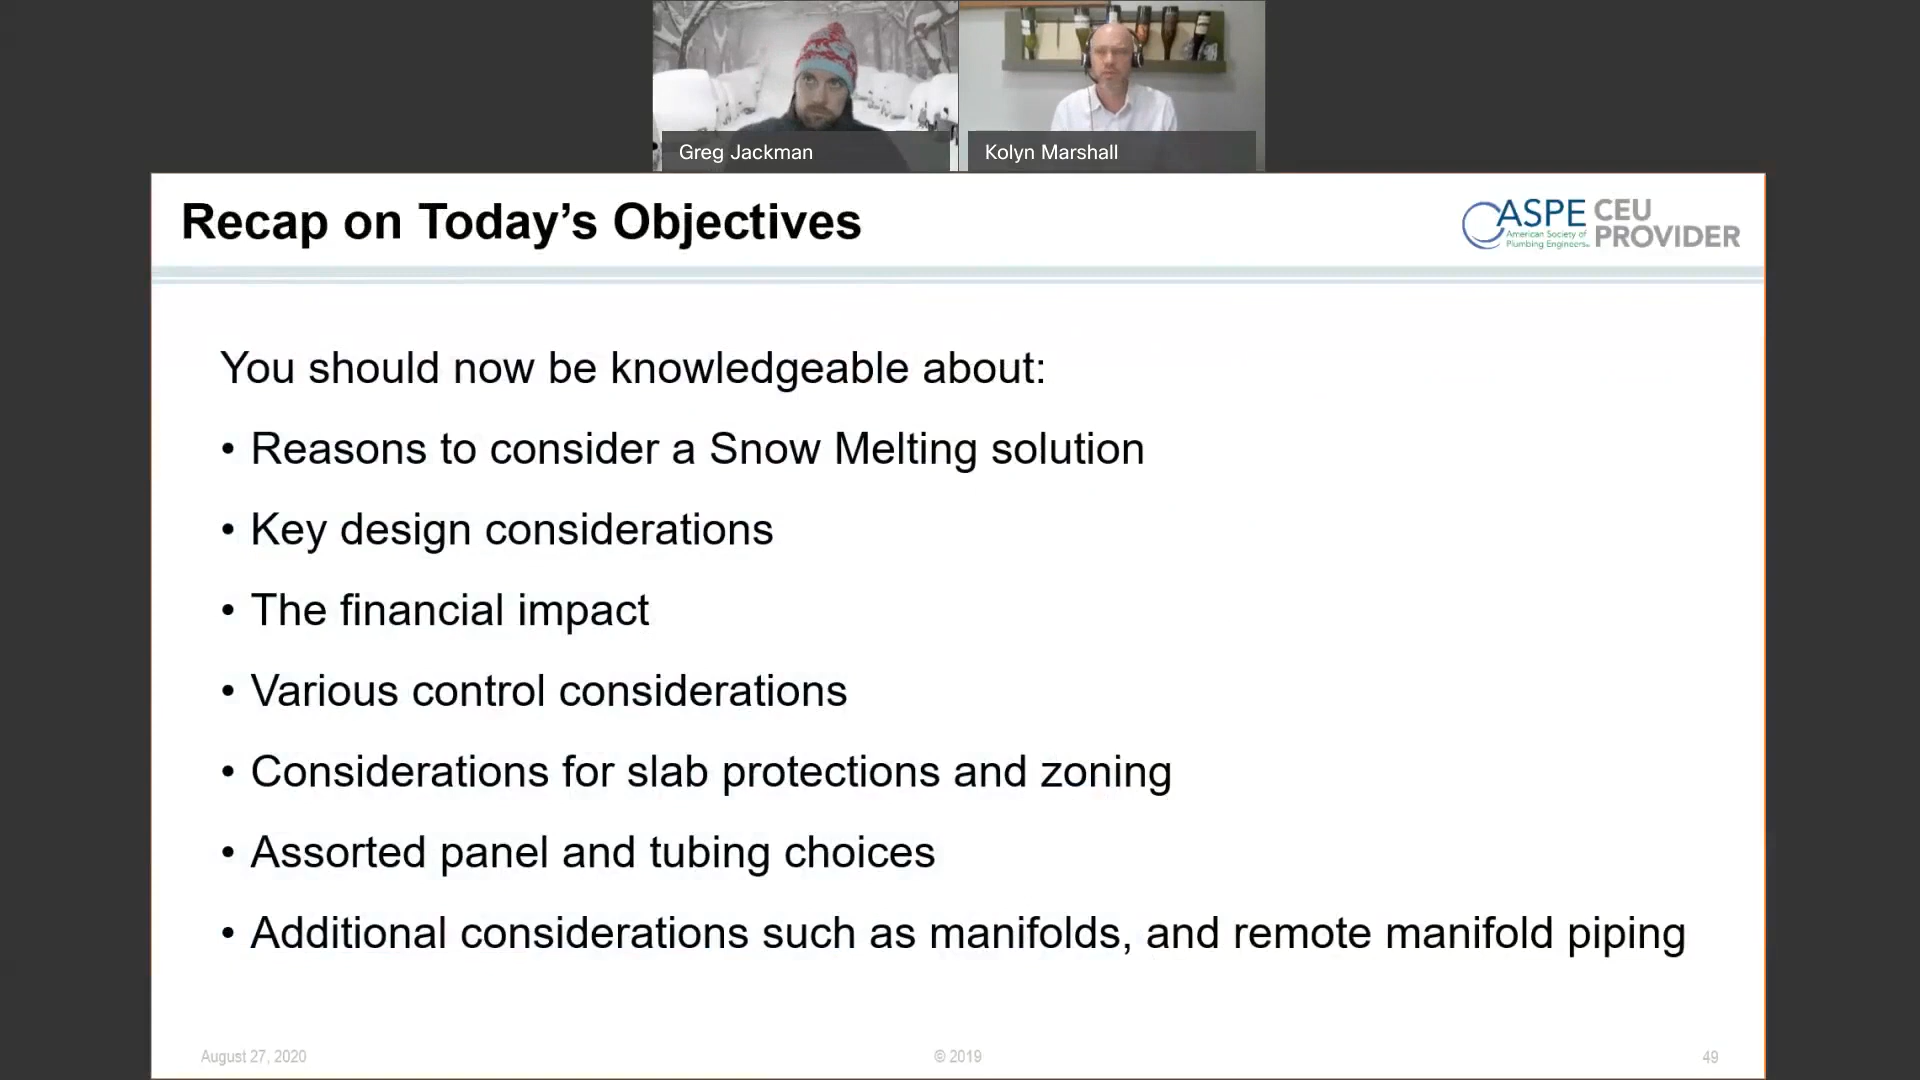 Greg Jackman
Kolyn Marshall
Recap on Today’s Objectives
ASPE
American Society of
Plumbing Engineers
CEU
PROVIDER
You should now be knowledgeable about:
• Reasons to consider a Snow Melting solution
• Key design considerations
• The financial impact
• Various control considerations
• Considerations for slab protections and zoning
• Assorted panel and tubing choices
• Additional considerations such as manifolds, and remote manifold piping
August 27, 2020
© 2019
49